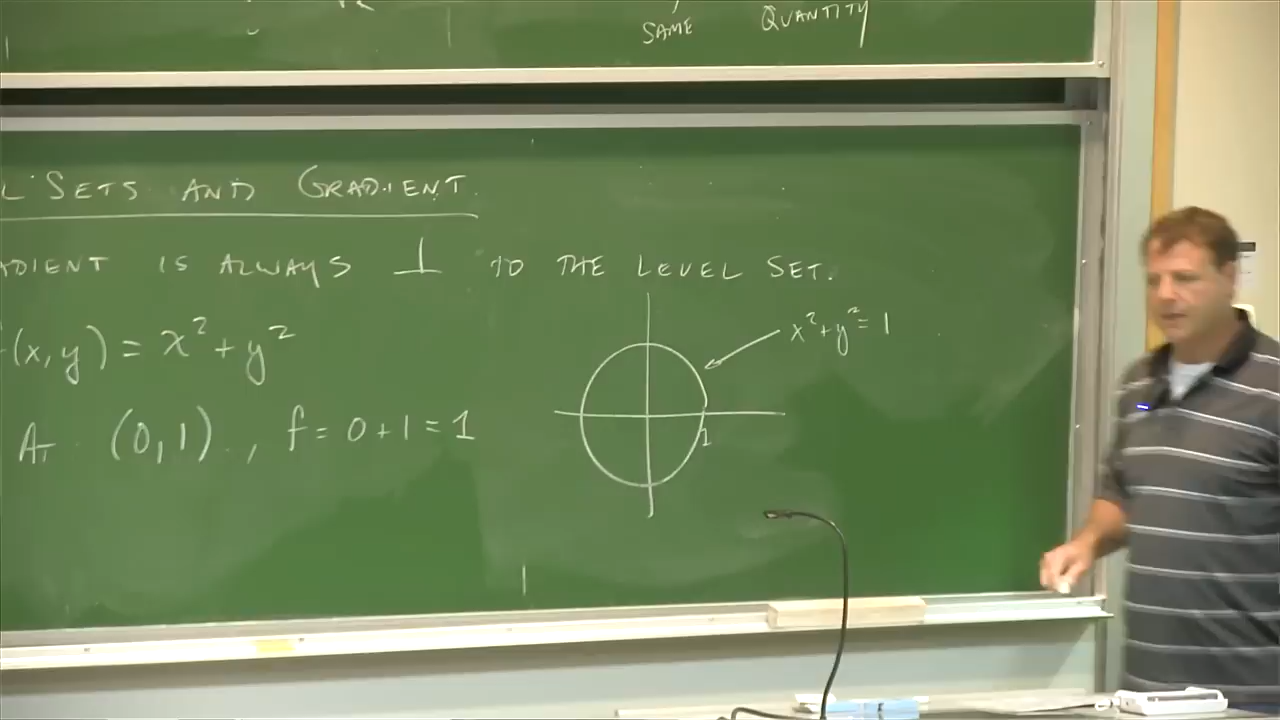 SAME QUANTITY
L SETS AND GRADIENT.
ADIENT IS ALWAYS ⊥ TO THE LEVEL SET.
f(x,y) = x² + y²
x² + y² = 1
AT (0,1), f = 0 + 1 = 1
1